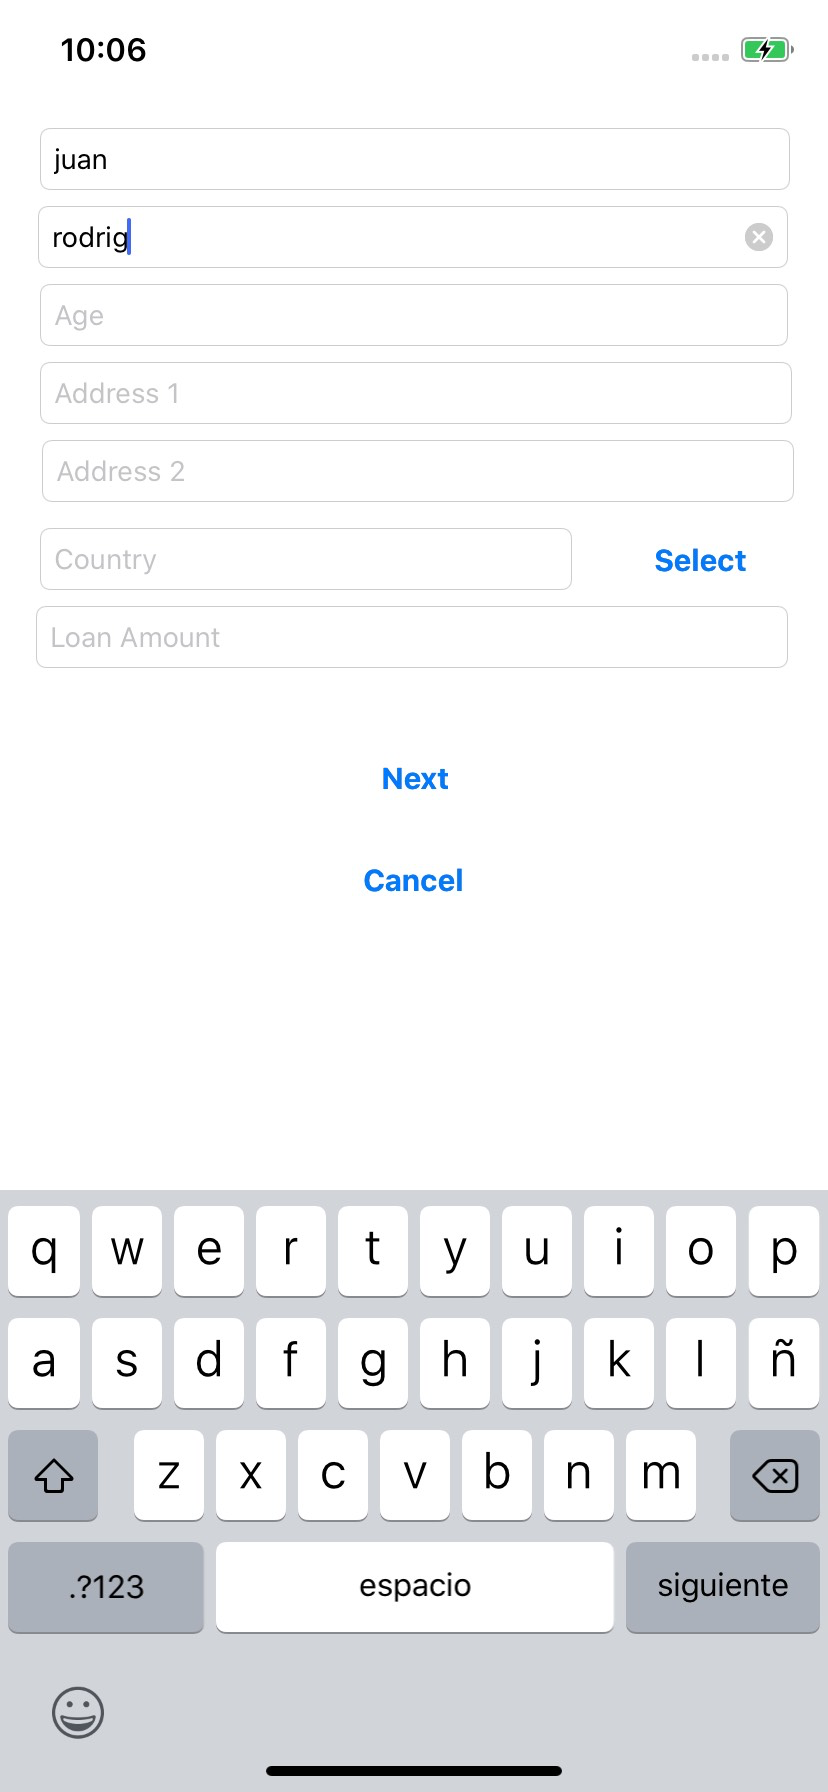 10:06
juan
rodrig
Age
Address 1
Address 2
Country Select
Loan Amount
Next
Cancel
q w e r t y u i o p
a s d f g h j k l ñ
z x c v b n m
.?123 espacio siguiente